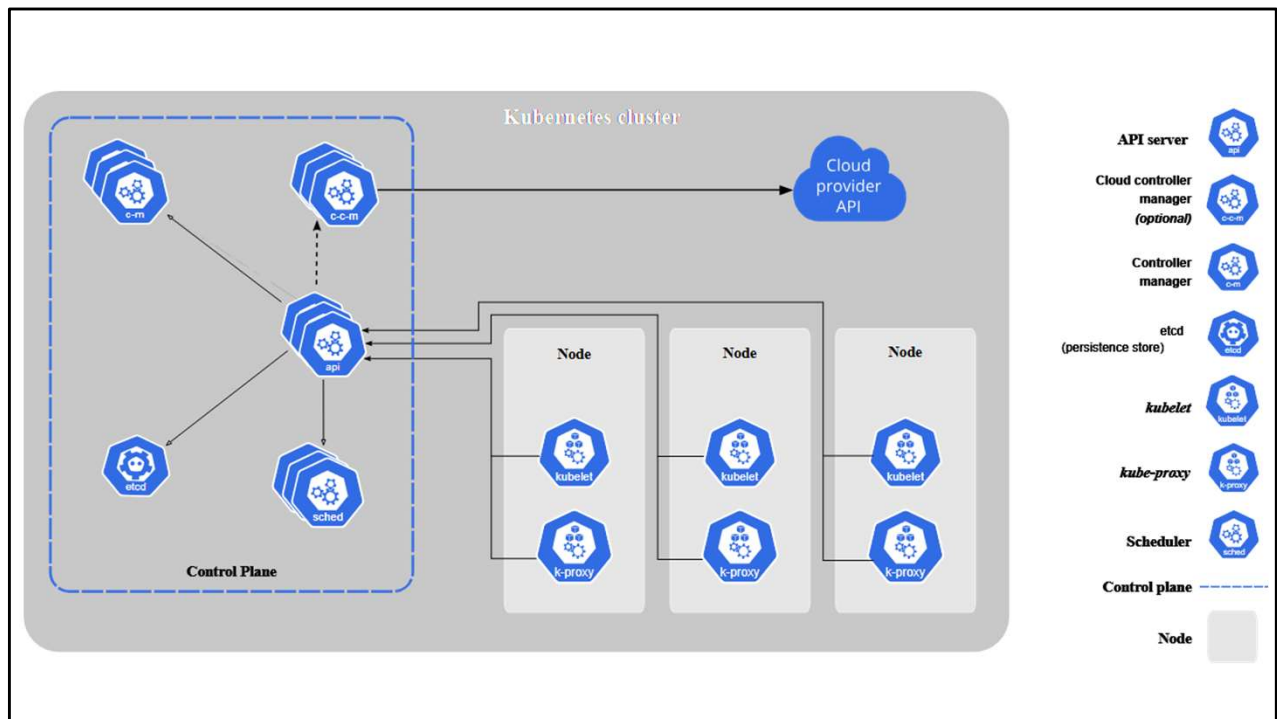 Kubernetes cluster
c-m
c-c-m
Cloud
provider
API
api
etcd
sched
Control Plane
Node
Node
Node
kubelet
kubelet
kubelet
k-proxy
k-proxy
k-proxy
API server
api
Cloud controller
manager
(optional)
c-c-m
Controller
manager
c-m
etcd
(persistence store)
etcd
kubelet
kubelet
kube-proxy
k-proxy
Scheduler
sched
Control plane
Node